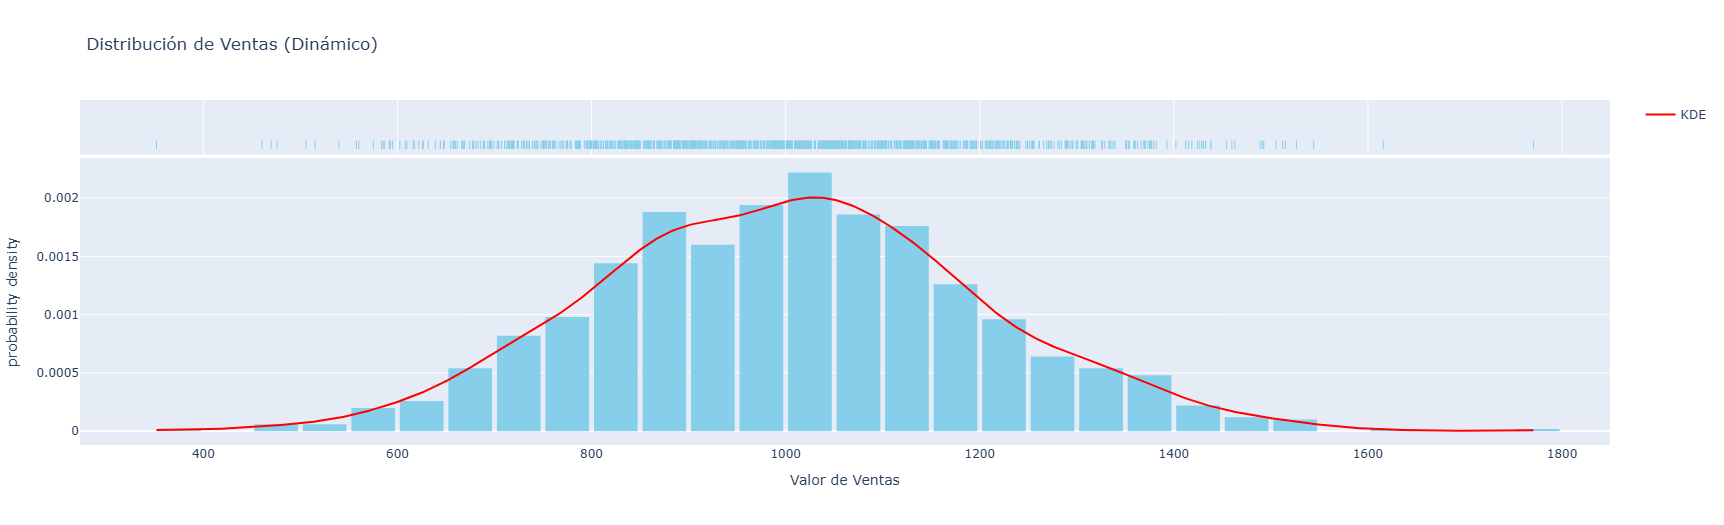 Distribución de Ventas (Dinámico)
KDE
probability density
0.002
0.0015
0.001
0.0005
0
400 600 800 1000 1200 1400 1600 1800
Valor de Ventas